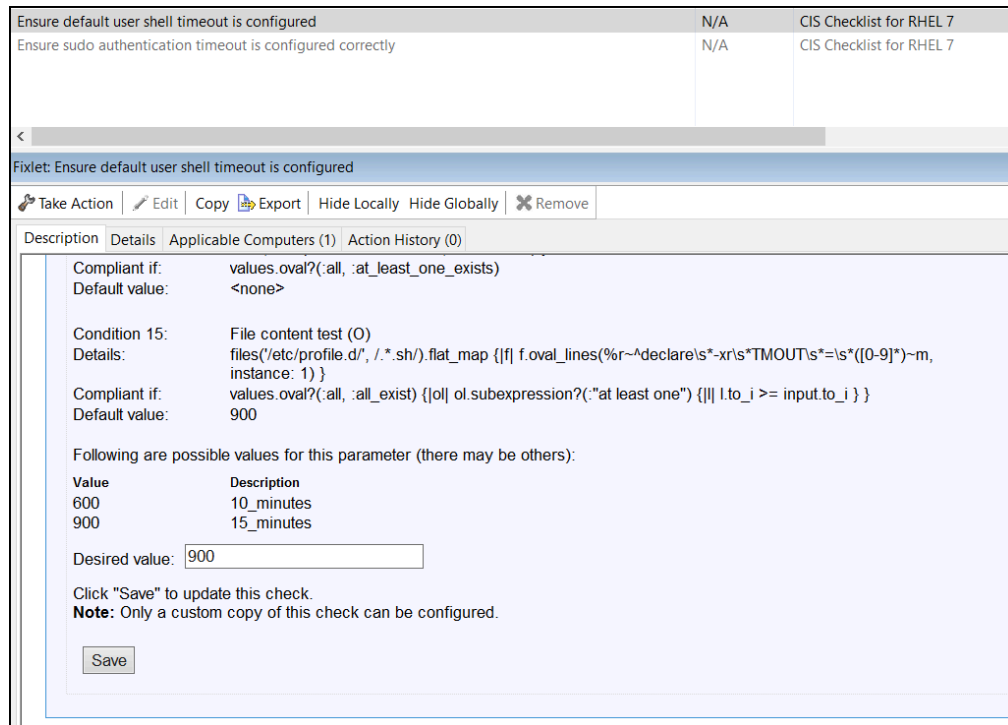 Ensure default user shell timeout is configured N/A CIS Checklist for RHEL 7
Ensure sudo authentication timeout is configured correctly N/A CIS Checklist for RHEL 7
Fixlet: Ensure default user shell timeout is configured
Take Action Edit Copy Export Hide Locally Hide Globally Remove
Description Details Applicable Computers (1) Action History (0)
Compliant if: values.oval?(:all, :at_least_one_exists)
Default value: <none>
Condition 15: File content test (O)
Details: files('/etc/profile.d/', /.*.sh/).flat_map {|f| f.oval_lines(%r~^declare\s*-xr\s*TMOUT\s*=\s*([0-9]*)~m,
instance: 1) }
Compliant if: values.oval?(:all, :all_exist) {|ol| ol.subexpression?(:"at least one") {|l| l.to_i >= input.to_i } }
Default value: 900
Following are possible values for this parameter (there may be others):
Value Description
600 10_minutes
900 15_minutes
Desired value: 900
Click "Save" to update this check.
Note: Only a custom copy of this check can be configured.
Save